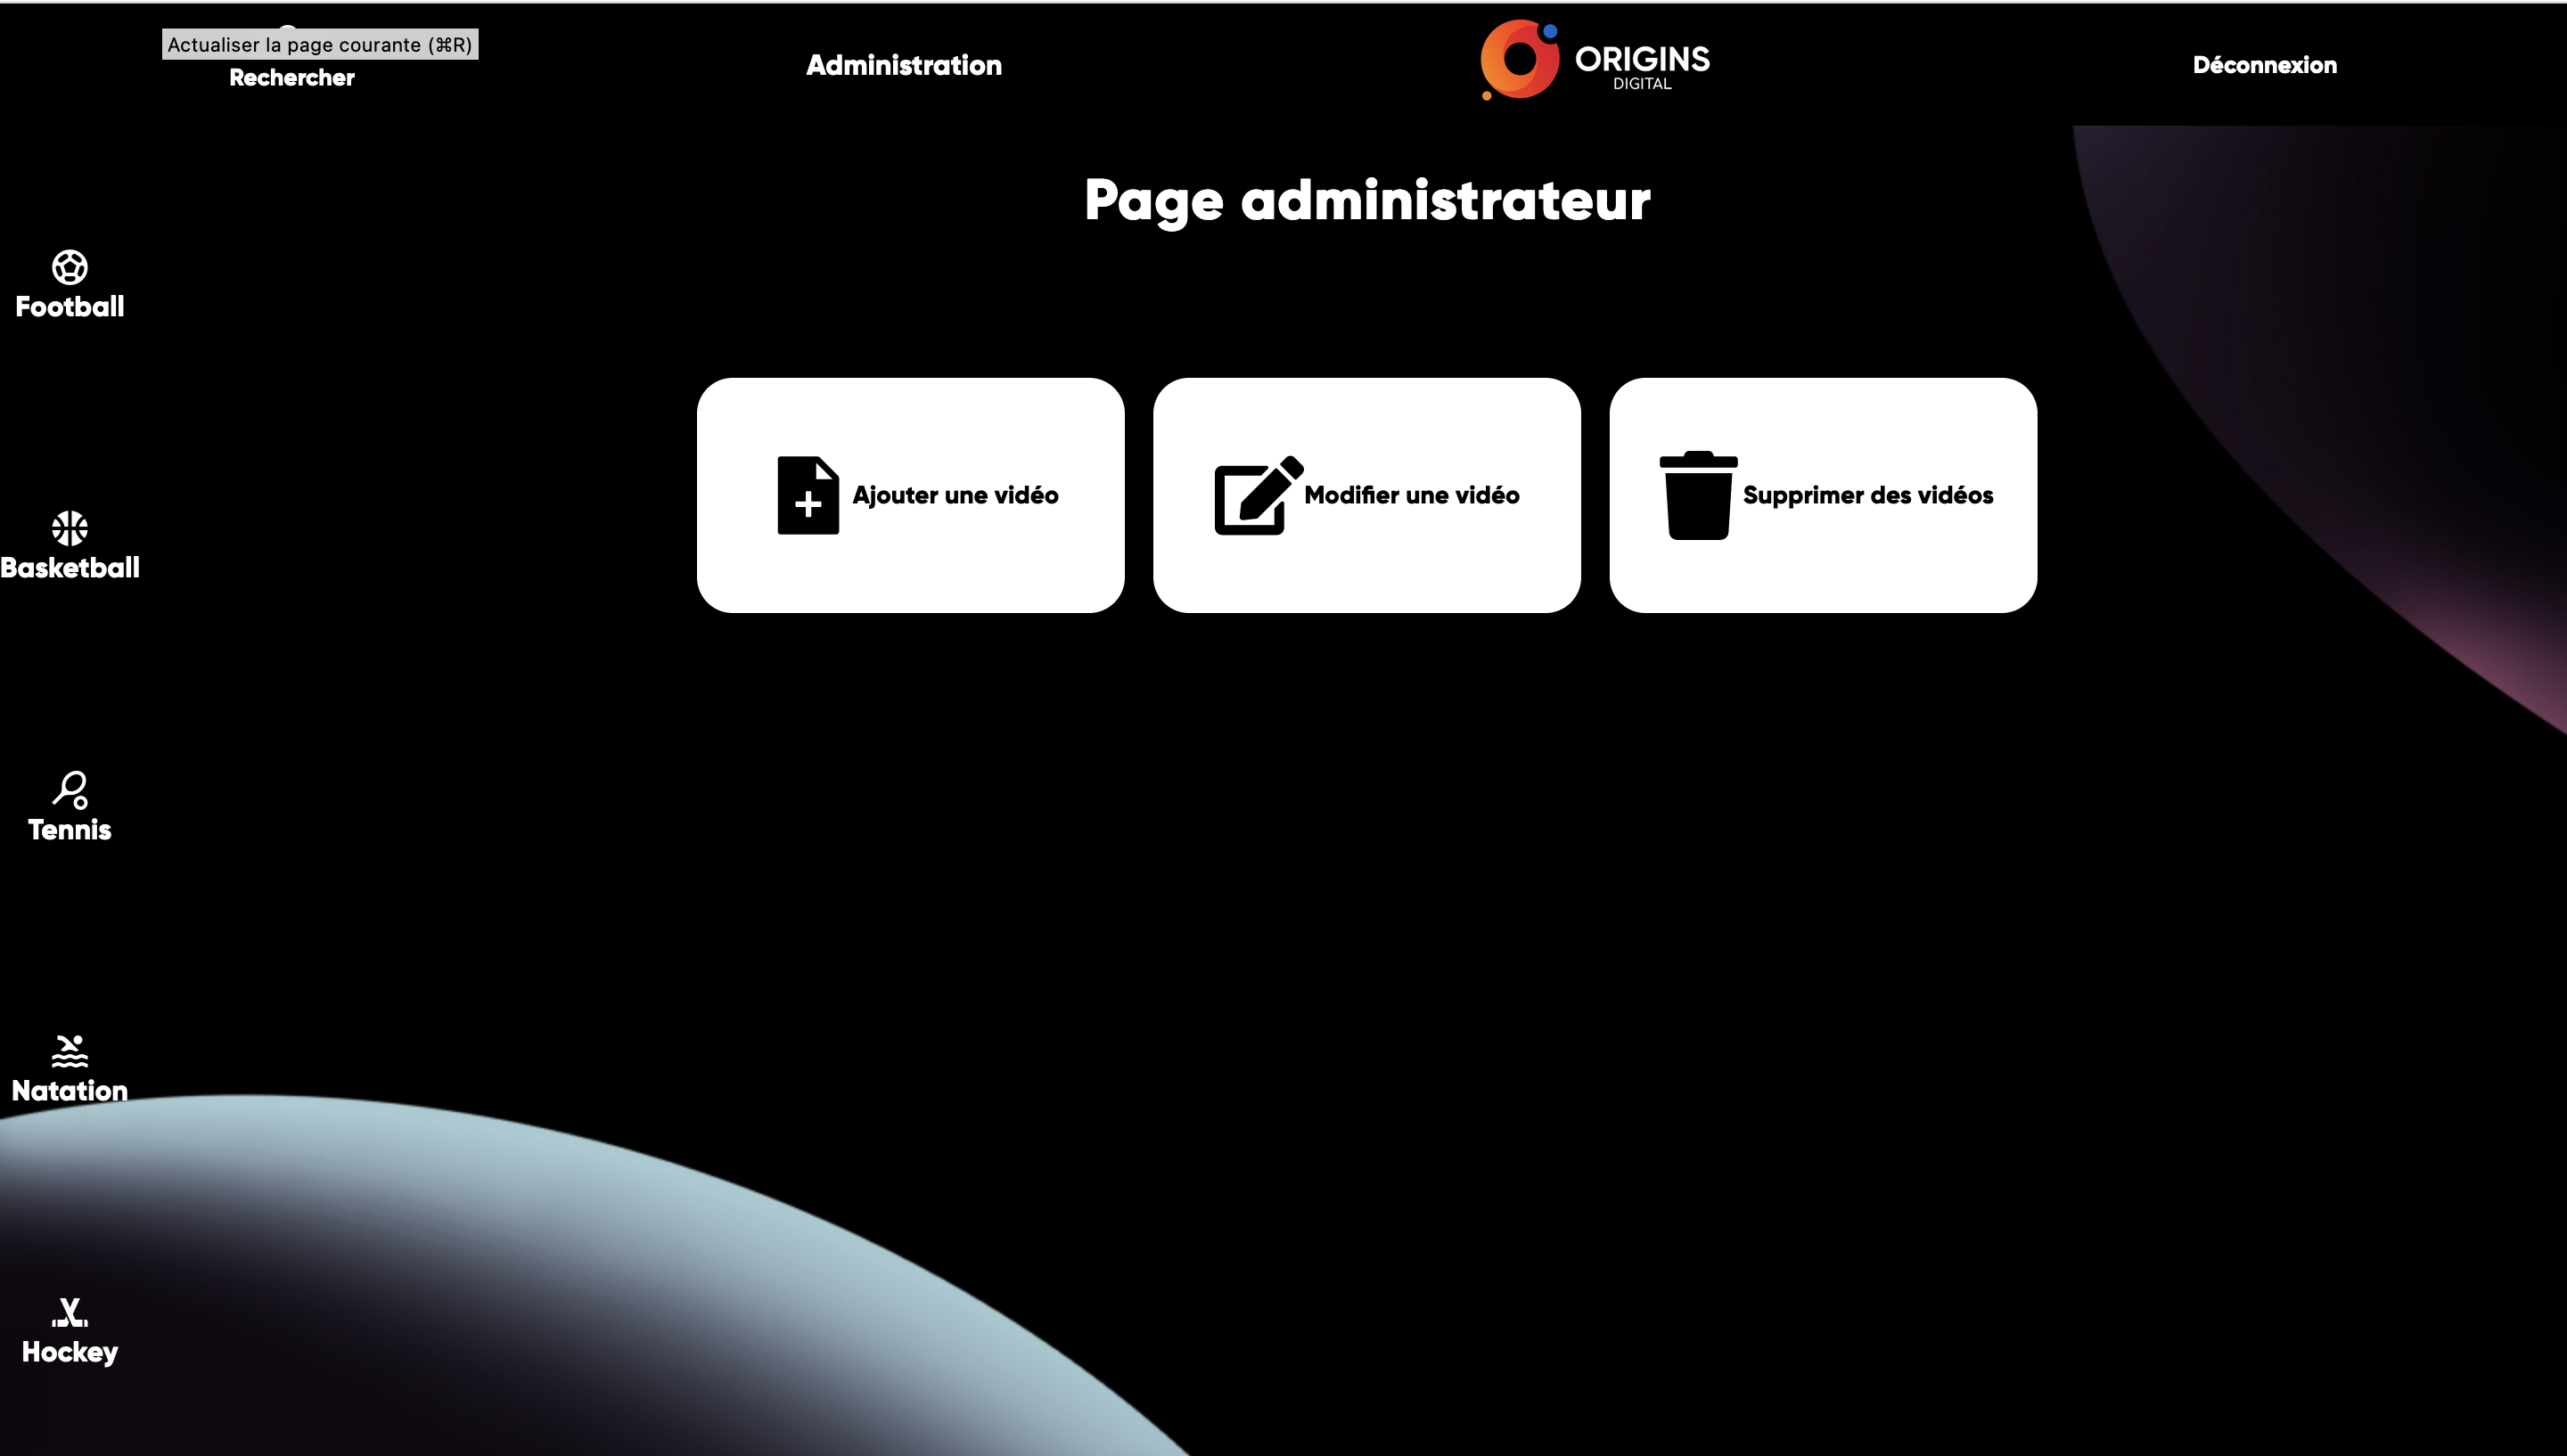 Actualiser la page courante (⌘R)
Rechercher
Administration
ORIGINS
DIGITAL
Déconnexion
Page administrateur
Football
Basketball
Tennis
Natation
Hockey
Ajouter une vidéo
Modifier une vidéo
Supprimer des vidéos